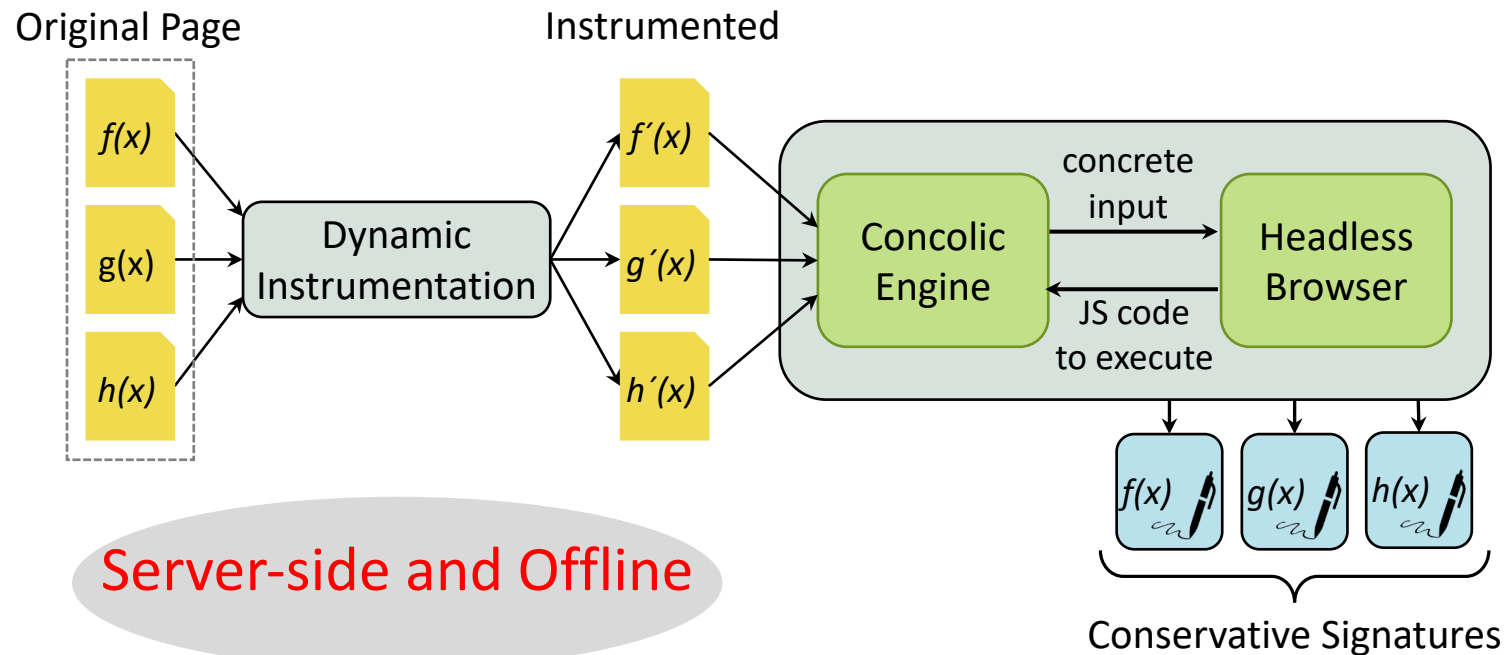 Original Page
Instrumented
f(x)
g(x)
h(x)
Dynamic
Instrumentation
f´(x)
g´(x)
h´(x)
Concolic
Engine
concrete
input
JS code
to execute
Headless
Browser
f(x)
g(x)
h(x)
Conservative Signatures
Server-side and Offline